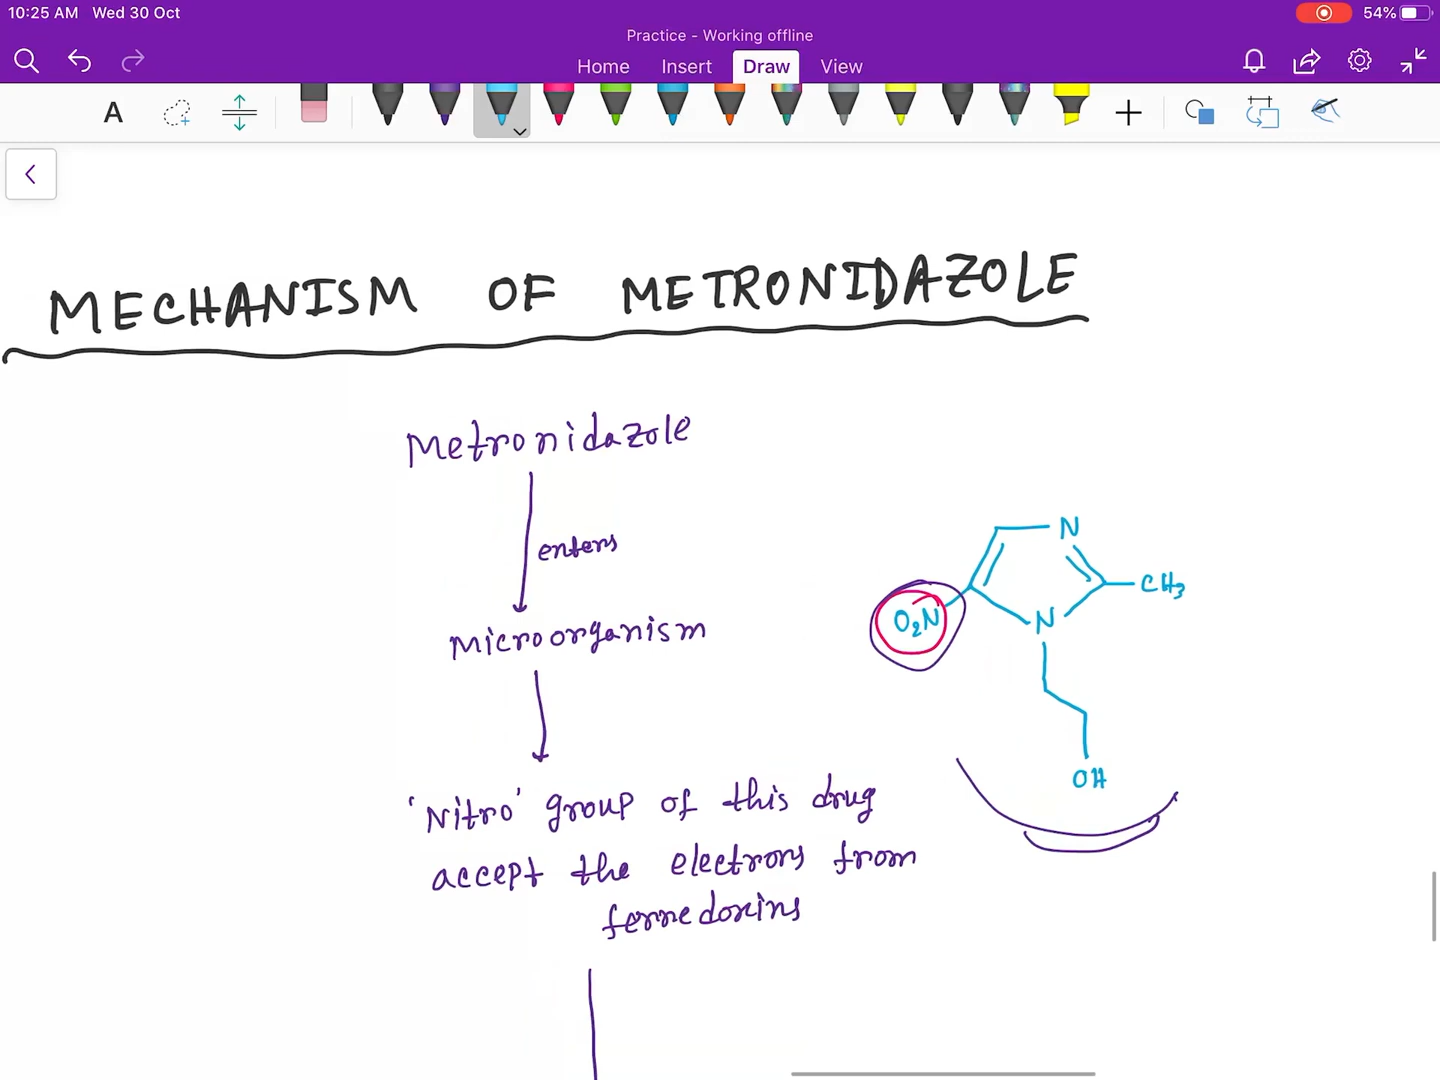 10:25 AM Wed 30 Oct
54%
Practice - Working offline
Home Insert Draw View
A
MECHANISM OF METRONIDAZOLE
Metronidazole
enters
Microorganism
'Nitro' group of this drug
accept the electrons from
ferredoxins
N
CH3
O2N
N
OH